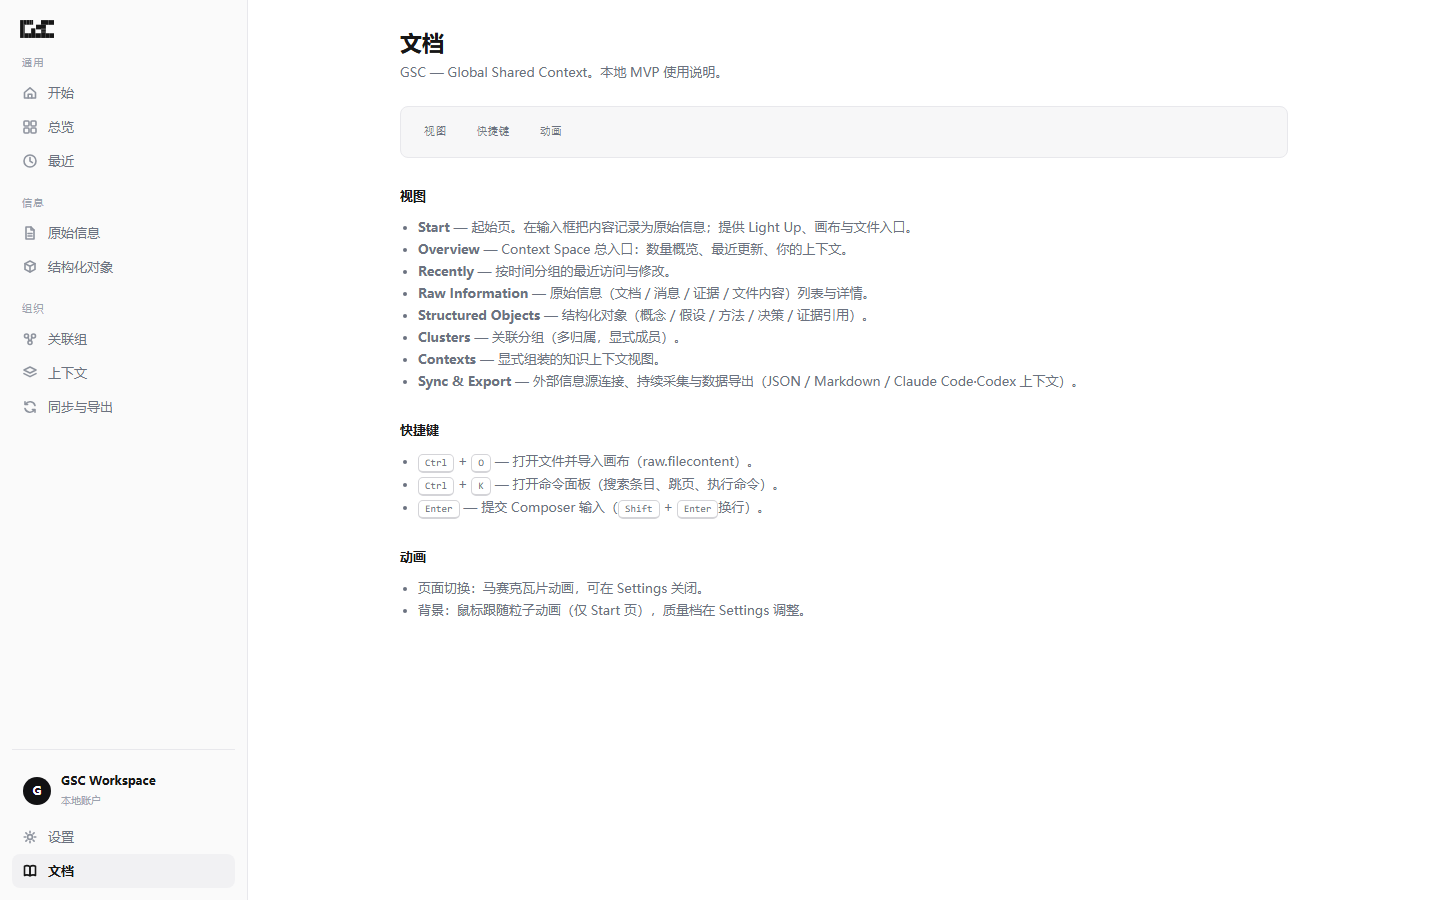 GSC
通用
开始
总览
最近
信息
原始信息
结构化对象
组织
关联组
上下文
同步与导出
G
GSC Workspace
本地账户
设置
文档
文档
GSC — Global Shared Context。本地 MVP 使用说明。
视图 快捷键 动画
视图
• Start — 起始页。在输入框把内容记录为原始信息；提供 Light Up、画布与文件入口。
• Overview — Context Space 总入口：数量概览、最近更新、你的上下文。
• Recently — 按时间分组的最近访问与修改。
• Raw Information — 原始信息（文档 / 消息 / 证据 / 文件内容）列表与详情。
• Structured Objects — 结构化对象（概念 / 假设 / 方法 / 决策 / 证据引用）。
• Clusters — 关联分组（多归属，显式成员）。
• Contexts — 显式组装的知识上下文视图。
• Sync & Export — 外部信息源连接、持续采集与数据导出（JSON / Markdown / Claude Code·Codex 上下文）。
快捷键
• Ctrl + O — 打开文件并导入画布（raw.filecontent）。
• Ctrl + K — 打开命令面板（搜索条目、跳页、执行命令）。
• Enter — 提交 Composer 输入（Shift + Enter换行）。
动画
• 页面切换：马赛克瓦片动画，可在 Settings 关闭。
• 背景：鼠标跟随粒子动画（仅 Start 页），质量档在 Settings 调整。